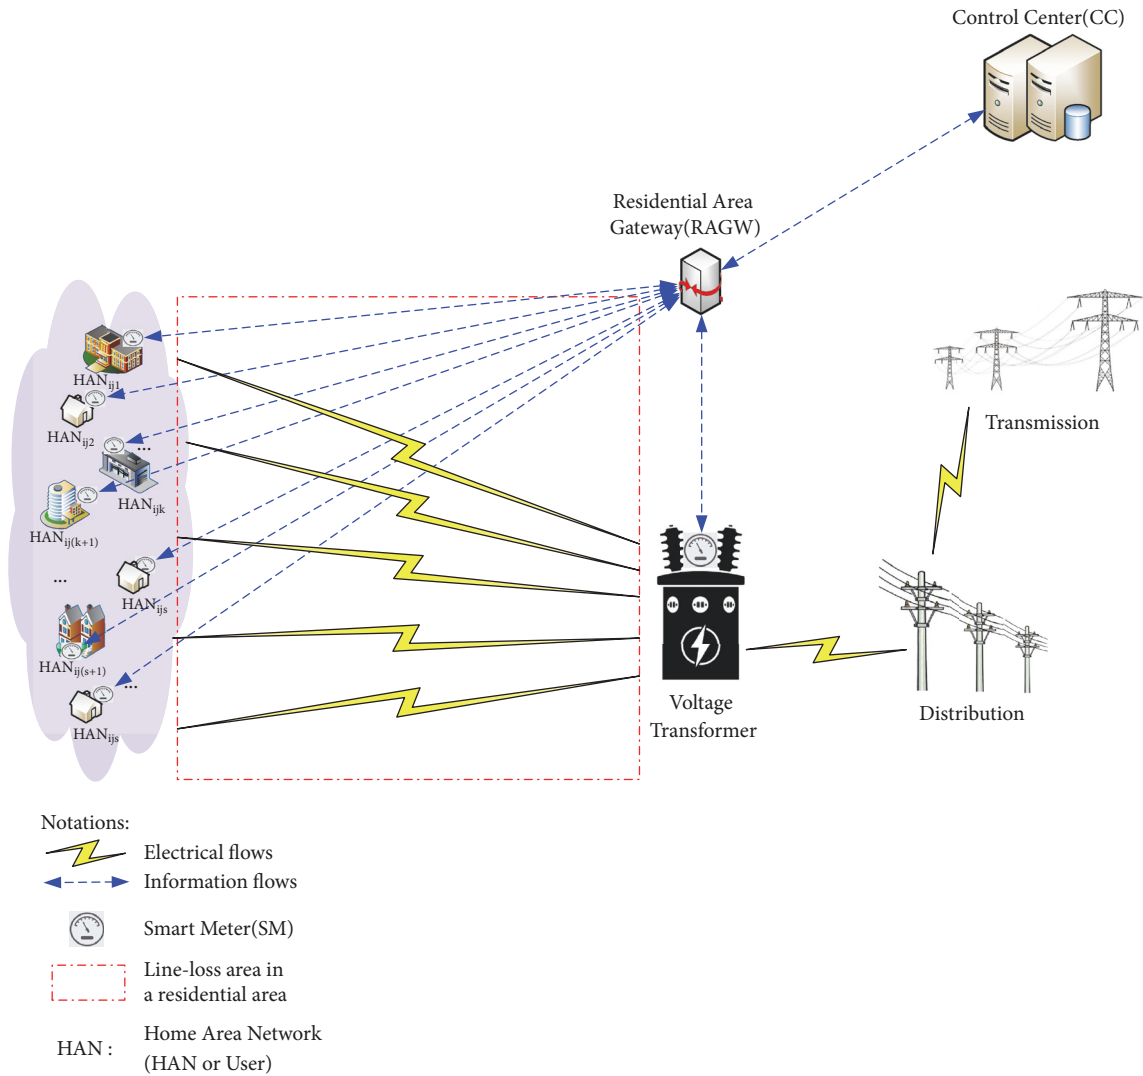 Control Center(CC)
Residential Area
Gateway(RAGW)
HANij1
HANij2
...
HANijk
HANij(k+1)
...
HANijs
HANij(s+1)
...
HANijs
Transmission
Voltage
Transformer
Distribution
Notations:
Electrical flows
Information flows
Smart Meter(SM)
Line-loss area in
a residential area
HAN :
Home Area Network
(HAN or User)